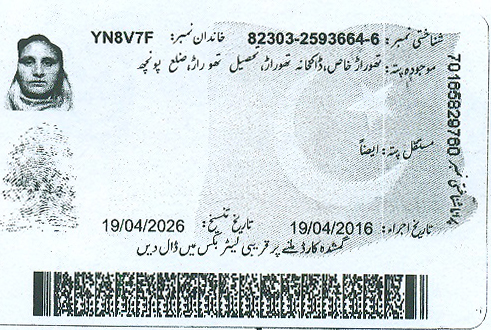 شناختی نمبر: 82303-2593664-6 خاندان نمبر: YN8V7F
موجودہ پتہ: تھوراڑ خاص، ڈاکخانہ تھوراڑ، تحصیل تھوراڑ، ضلع پونچھ
70165829760 پرانا شناختی نمبر
مستقل پتہ: ایضاً
تاریخ اجراء: 19/04/2016 تاریخ تنسیخ: 19/04/2026
گمشدہ کارڈ ملنے پر قریبی لیٹر بکس میں ڈال دیں